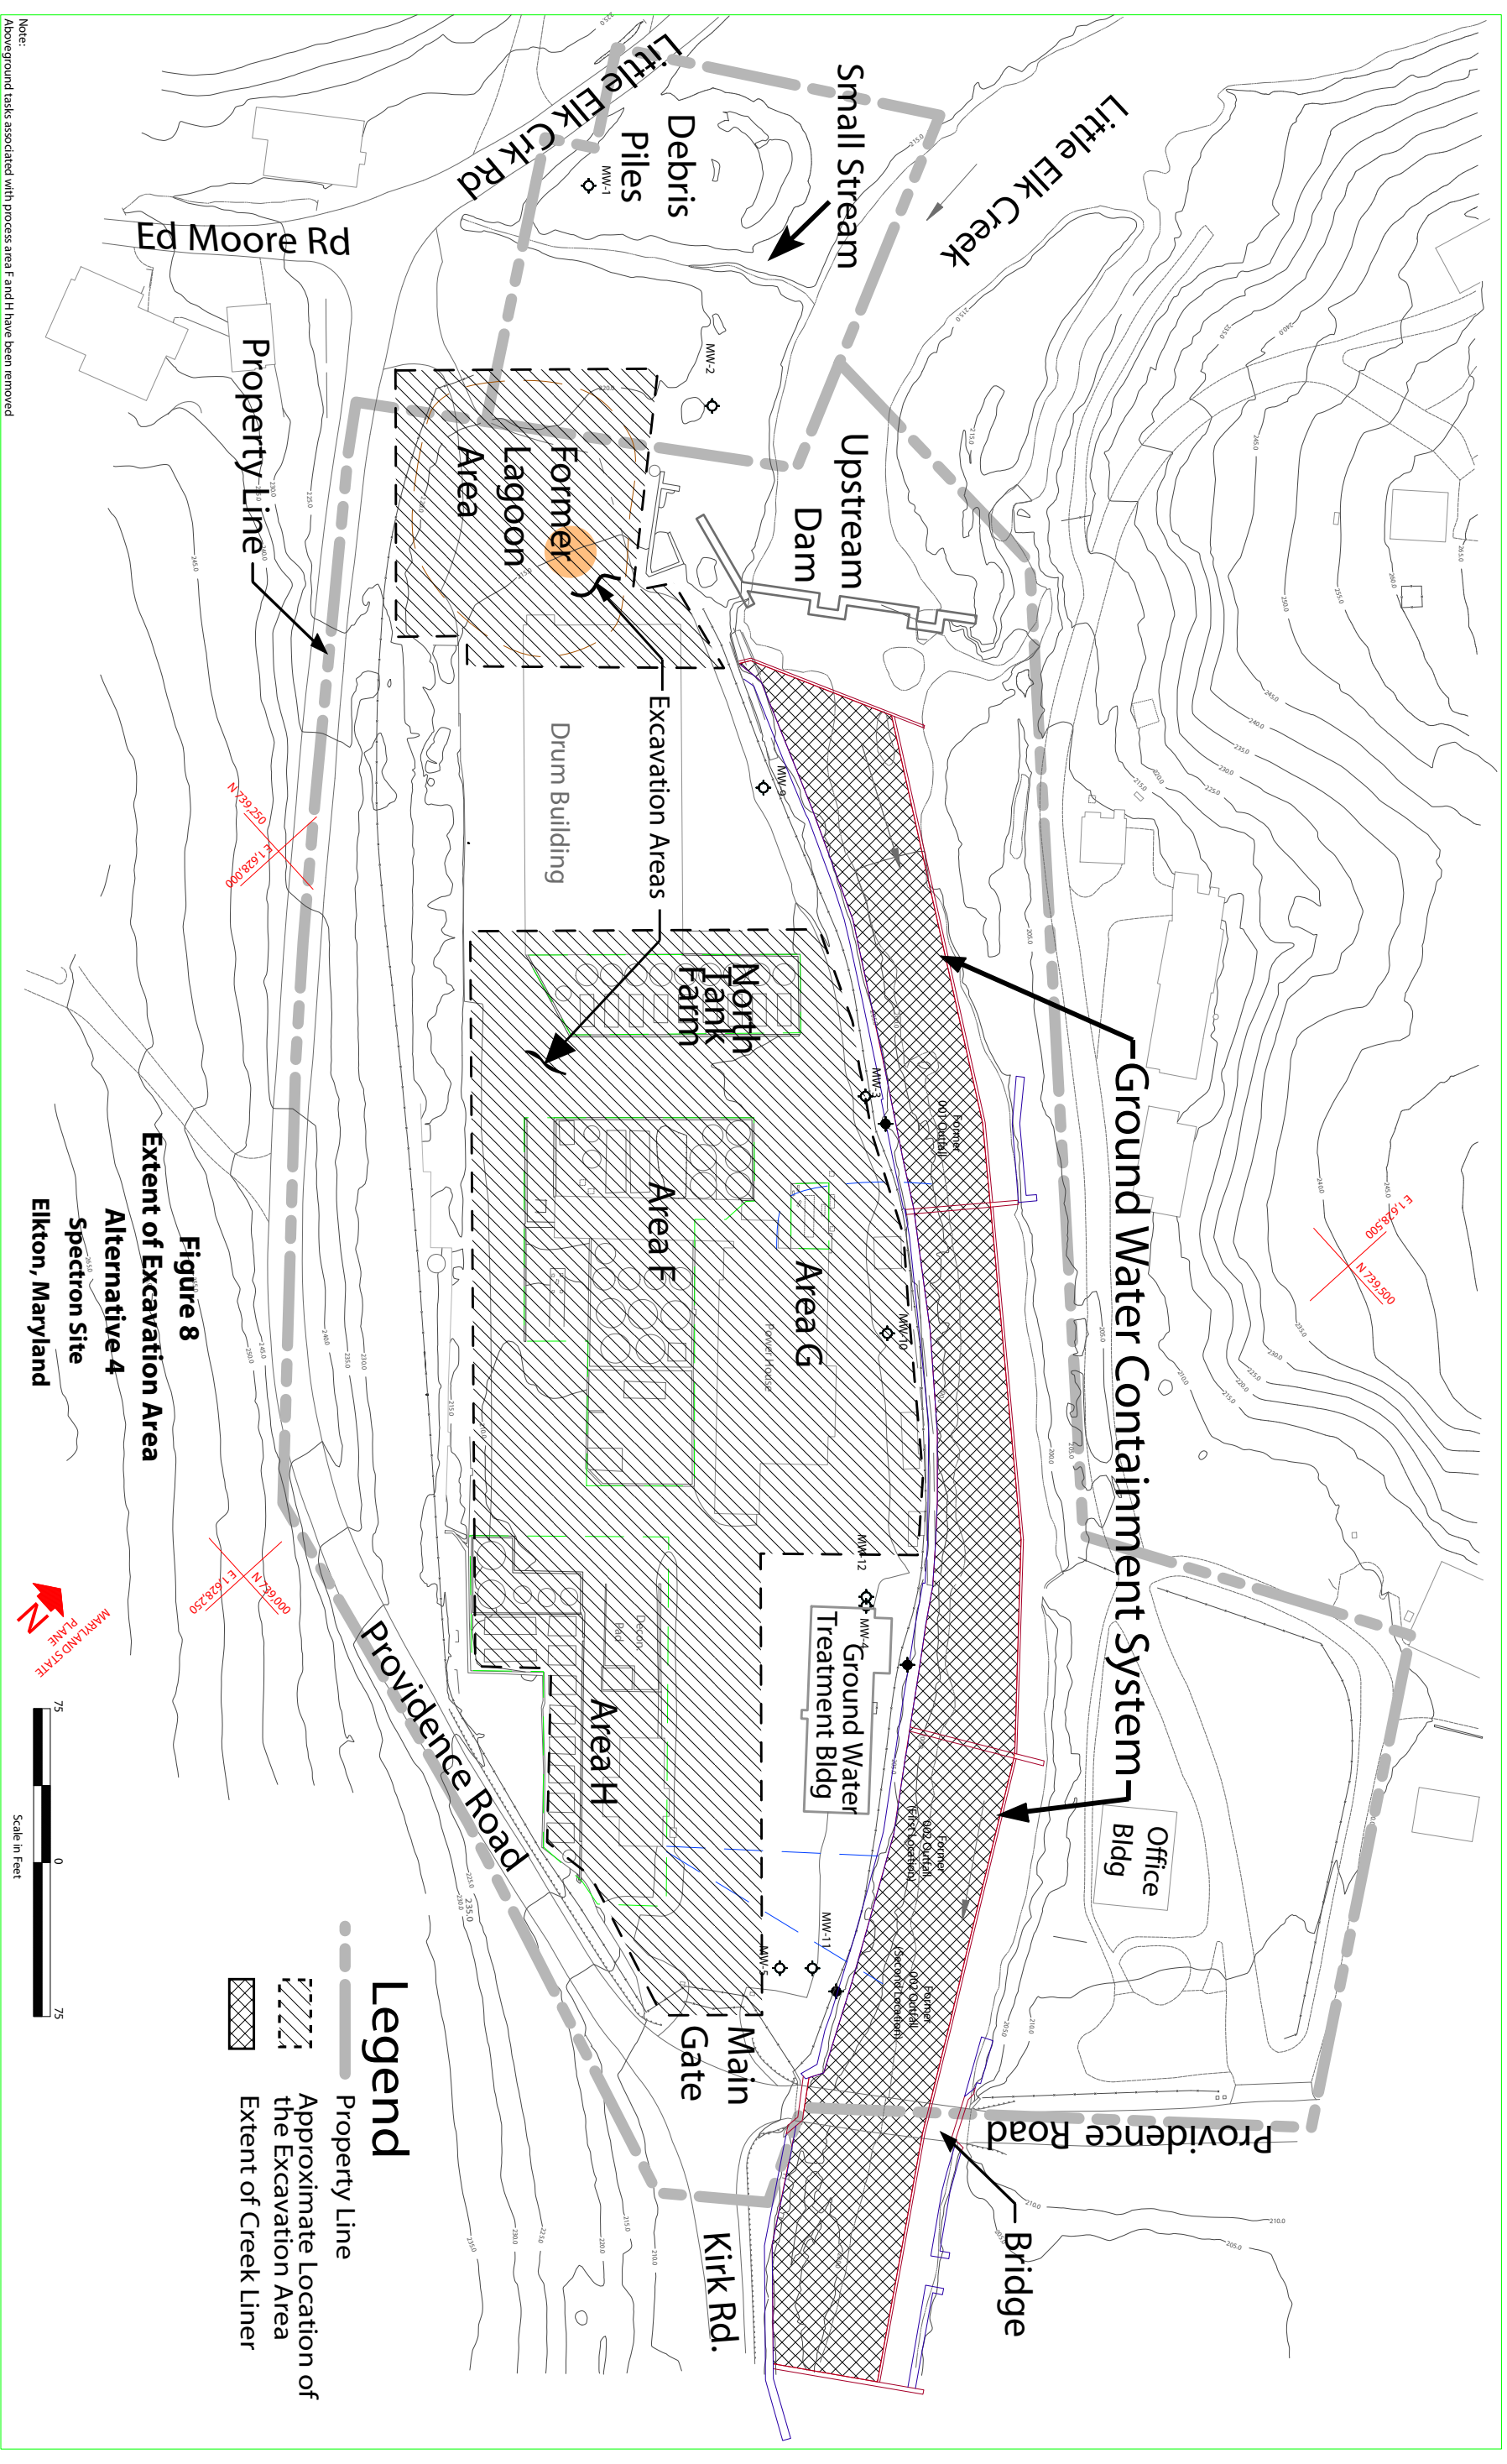 Little Elk Creek
Little Elk Crk Rd
Small Stream
Debris
Piles
MW-1
Ed Moore Rd
MW-2
Upstream
Dam
Former
Lagoon
Area
Property Line
Excavation Areas
Drum Building
MW-9
Ground Water Containment System
North
Tank
Farm
MW-3
Former
001 Outfall
Area F
Area G
Power House
MW-10
MW-12
MW-4
Ground Water
Treatment Bldg
Decon
Pad
Area H
Office
Bldg
Former
002 Outfall
(First Location)
Former
002 Outfall
(Second Location)
MW-11
MW-5
Main
Gate
Providence Road
Providence Road
Bridge
Kirk Rd.
N 739,250
E 1,628,000
E 1,628,500
N 739,500
N 739,000
E 1,628,250
Figure 8
Extent of Excavation Area
Alternative 4
Spectron Site
Elkton, Maryland
N
MARYLAND STATE
PLANE
75
0
75
Scale in Feet
Legend
Property Line
Approximate Location of
the Excavation Area
Extent of Creek Liner
Note:
Aboveground tasks associated with process area F and H have been removed